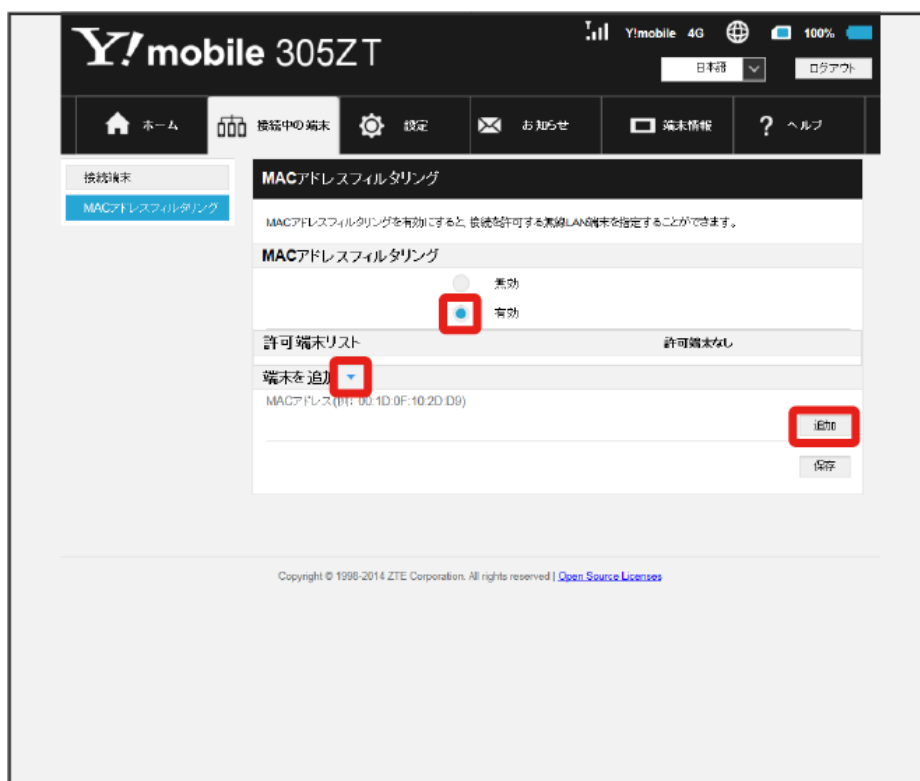 Y!mobile 4G 100%
Y!mobile 305ZT
日本語 ログアウト
ホーム 接続中の端末 設定 お知らせ 端末情報 ? ヘルプ
接続端末
MACアドレスフィルタリング
MACアドレスフィルタリング
MACアドレスフィルタリングを有効にすると、接続を許可する無線LAN端末を指定することができます。
MACアドレスフィルタリング
無効
有効
許可端末リスト 許可端末なし
端末を追加
MACアドレス(例: 00:1D:0F:10:2D:D9)
追加
保存
Copyright © 1998-2014 ZTE Corporation. All rights reserved | Open Source Licenses